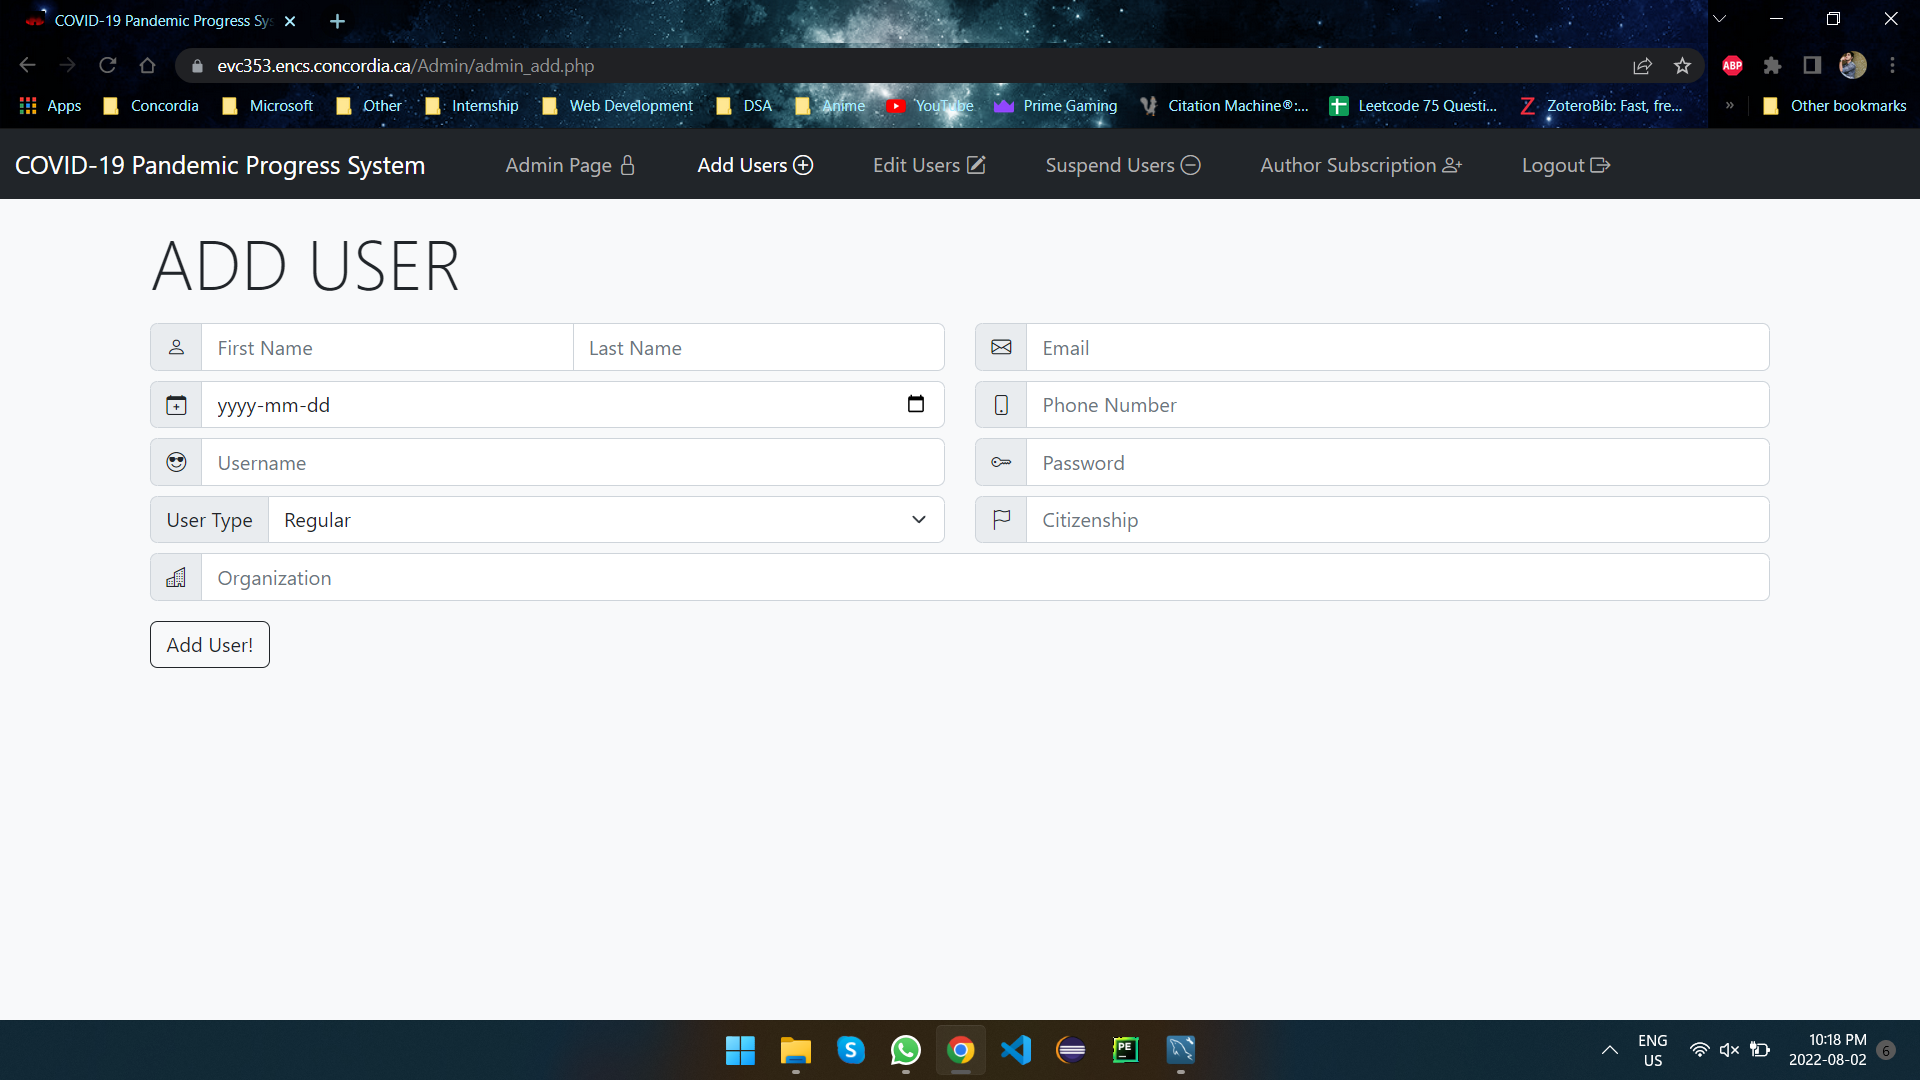 COVID-19 Pandemic Progress Sy
evc353.encs.concordia.ca/Admin/admin_add.php
ABP
Apps Concordia Microsoft Other Internship Web Development DSA Anime YouTube Prime Gaming Citation Machine®:... Leetcode 75 Questi... ZoteroBib: Fast, fre... » Other bookmarks
COVID-19 Pandemic Progress System Admin Page Add Users Edit Users Suspend Users Author Subscription Logout
ADD USER
First Name Last Name Email
yyyy-mm-dd Phone Number
Username Password
User Type Regular Citizenship
Organization
Add User!
ENG
US
10:18 PM
2022-08-02
6
S
PE